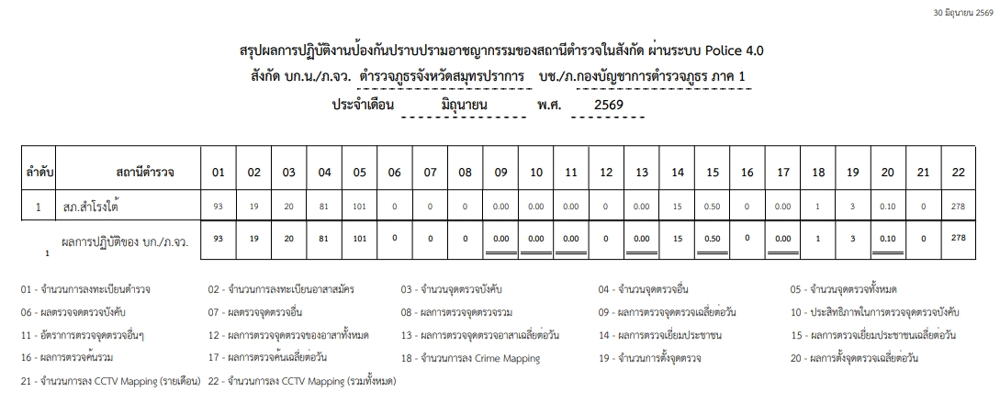 30 มิถุนายน 2569
สรุปผลการปฏิบัติงานป้องกันปราบปรามอาชญากรรมของสถานีตำรวจในสังกัด ผ่านระบบ Police 4.0
สังกัด บก.น./ภ.จว. ตำรวจภูธรจังหวัดสมุทรปราการ บช./ภ.กองบัญชาการตำรวจภูธร ภาค 1
ประจำเดือน มิถุนายน พ.ศ. 2569
ลำดับ สถานีตำรวจ 01 02 03 04 05 06 07 08 09 10 11 12 13 14 15 16 17 18 19 20 21 22
1 สภ.สำโรงใต้ 93 19 20 81 101 0 0 0 0.00 0.00 0.00 0 0.00 15 0.50 0 0.00 1 3 0.10 0 278
1 ผลการปฏิบัติของ บก./ภ.จว. 93 19 20 81 101 0 0 0 0.00 0.00 0.00 0 0.00 15 0.50 0 0.00 1 3 0.10 0 278
01 - จำนวนการลงทะเบียนตำรวจ 02 - จำนวนการลงทะเบียนอาสาสมัคร 03 - จำนวนจุดตรวจบังคับ 04 - จำนวนจุดตรวจอื่น 05 - จำนวนจุดตรวจทั้งหมด
06 - ผลตรวจจุดตรวจบังคับ 07 - ผลตรวจจุดตรวจอื่น 08 - ผลการตรวจจุดตรวจรวม 09 - ผลการตรวจจุดตรวจเฉลี่ยต่อวัน 10 - ประสิทธิภาพในการตรวจจุดตรวจบังคับ
11 - อัตราการตรวจจุดตรวจอื่นๆ 12 - ผลการตรวจจุดตรวจของอาสาทั้งหมด 13 - ผลการตรวจจุดตรวจอาสาเฉลี่ยต่อวัน 14 - ผลการตรวจเยี่ยมประชาชน 15 - ผลการตรวจเยี่ยมประชาชนเฉลี่ยต่อวัน
16 - ผลการตรวจค้นรวม 17 - ผลการตรวจค้นเฉลี่ยต่อวัน 18 - จำนวนการลง Crime Mapping 19 - จำนวนการตั้งจุดตรวจ 20 - ผลการตั้งจุดตรวจเฉลี่ยต่อวัน
21 - จำนวนการลง CCTV Mapping (รายเดือน) 22 - จำนวนการลง CCTV Mapping (รวมทั้งหมด)